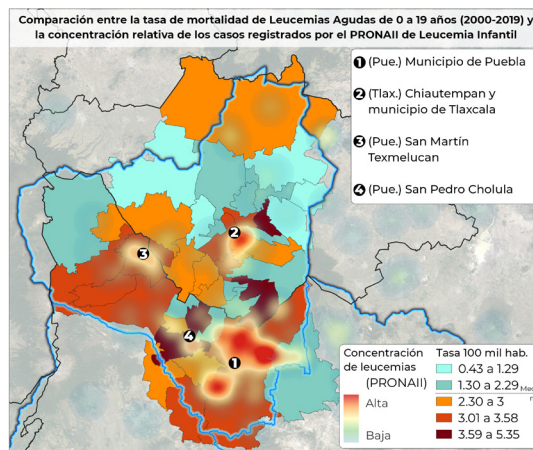 Comparación entre la tasa de mortalidad de Leucemias Agudas de 0 a 19 años (2000-2019) y
la concentración relativa de los casos registrados por el PRONAII de Leucemia Infantil
1 (Pue.) Municipio de Puebla
2 (Tlax.) Chiautempan y
municipio de Tlaxcala
3 (Pue.) San Martín
Texmelucan
4 (Pue.) San Pedro Cholula
2
3
4
1
Concentración
de leucemias
(PRONAII)
Alta
Baja
Tasa 100 mil hab.
0.43 a 1.29
1.30 a 2.29
2.30 a 3
3.01 a 3.58
3.59 a 5.35